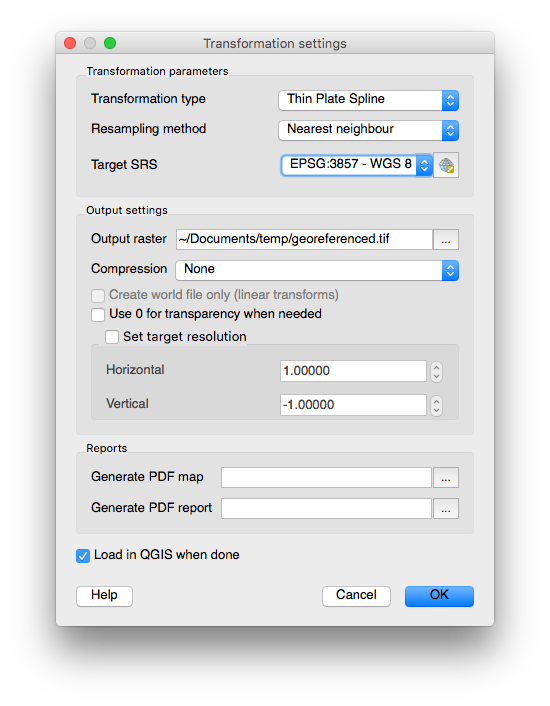 Transformation settings
Transformation parameters
Transformation type Thin Plate Spline
Resampling method Nearest neighbour
Target SRS EPSG:3857 - WGS 8
Output settings
Output raster ~/Documents/temp/georeferenced.tif ...
Compression None
Create world file only (linear transforms)
Use 0 for transparency when needed
Set target resolution
Horizontal 1.00000
Vertical -1.00000
Reports
Generate PDF map ...
Generate PDF report ...
Load in QGIS when done
Help Cancel OK